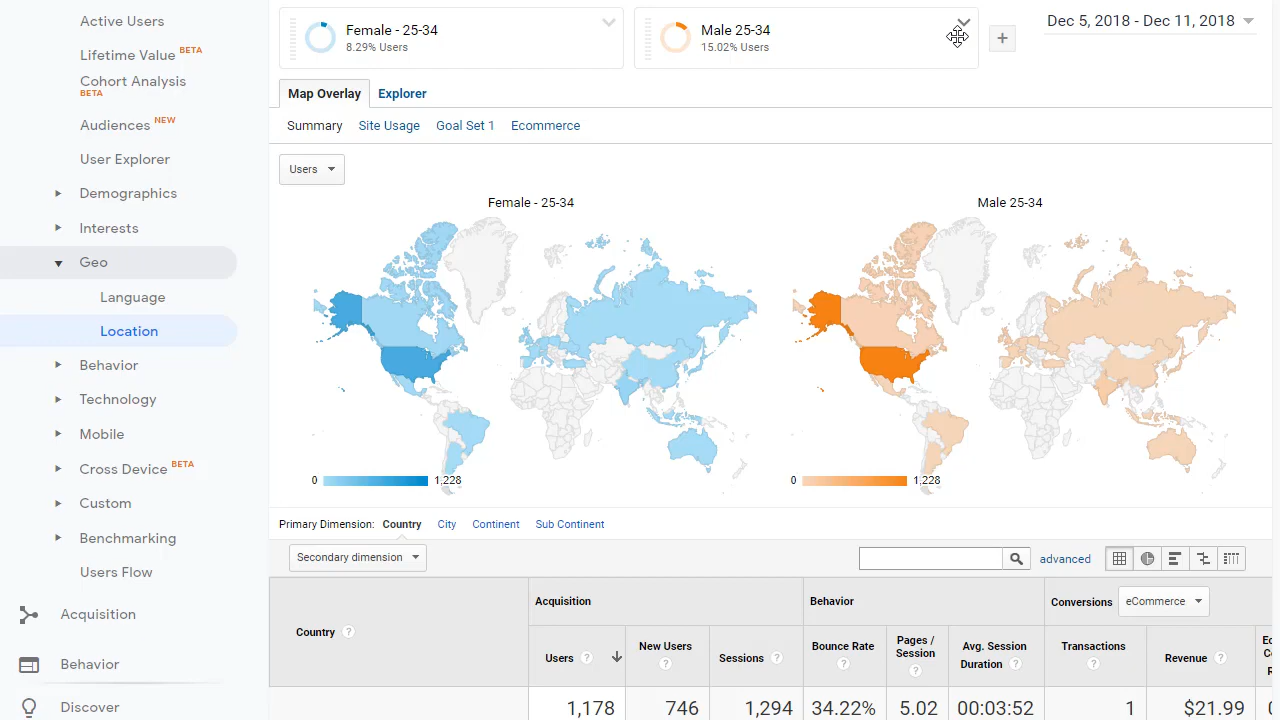 Active Users
Lifetime Value BETA
Cohort Analysis
BETA
Audiences NEW
User Explorer
Demographics
Interests
Geo
Language
Location
Behavior
Technology
Mobile
Cross Device BETA
Custom
Benchmarking
Users Flow
Acquisition
Behavior
Discover
Female - 25-34
8.29% Users
Male 25-34
15.02% Users
+
Dec 5, 2018 - Dec 11, 2018
Map Overlay Explorer
Summary Site Usage Goal Set 1 Ecommerce
Users
Female - 25-34
Male 25-34
0 1,228
0 1,228
Primary Dimension: Country City Continent Sub Continent
Secondary dimension
advanced
Country ?
Acquisition
Behavior
Conversions eCommerce
Users ?
New Users ?
Sessions ?
Bounce Rate ?
Pages / Session ?
Avg. Session Duration ?
Transactions ?
Revenue ?
1,178 746 1,294 34.22% 5.02 00:03:52 1 $21.99